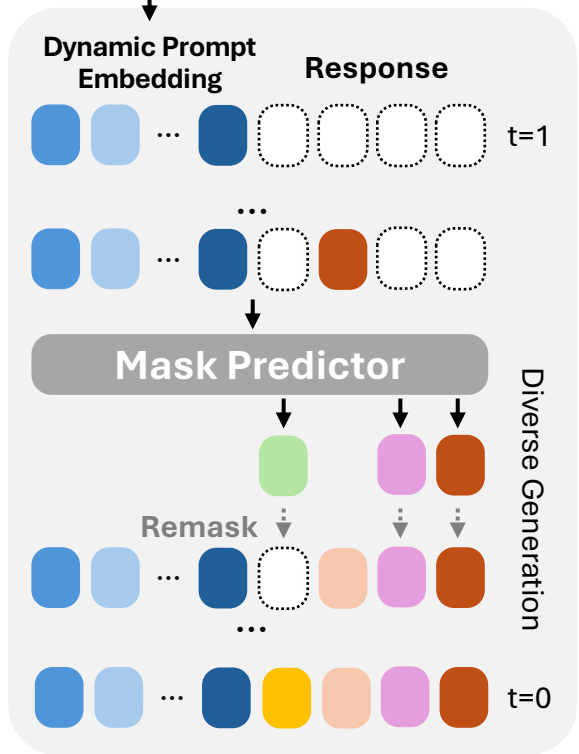 Dynamic Prompt
Embedding
Response
...
t=1
...
...
Mask Predictor
Diverse Generation
Remask
...
...
...
t=0